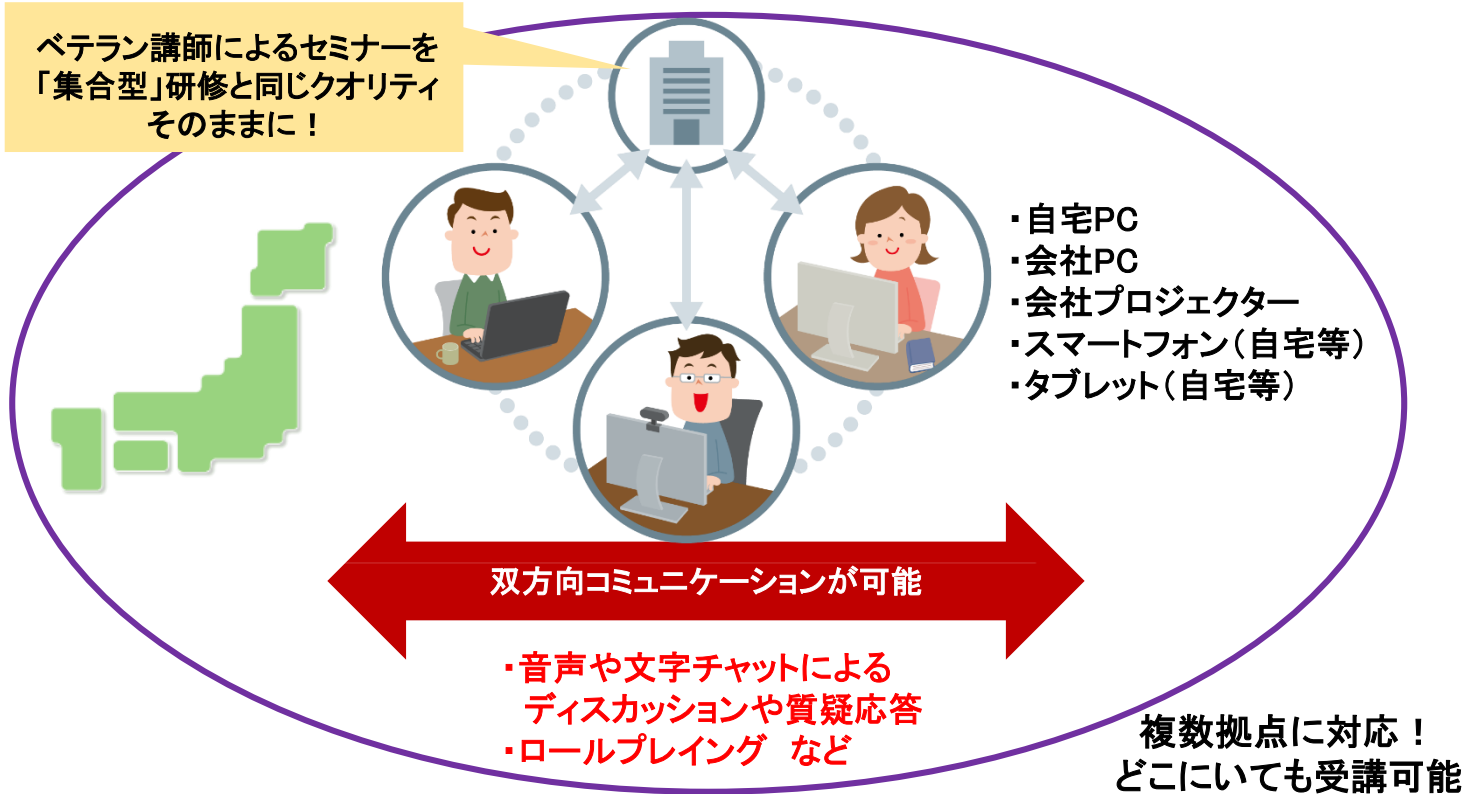 ベテラン講師によるセミナーを
「集合型」研修と同じクオリティ
そのままに！
・自宅PC
・会社PC
・会社プロジェクター
・スマートフォン（自宅等）
・タブレット（自宅等）
双方向コミュニケーションが可能
・音声や文字チャットによる
ディスカッションや質疑応答
・ロールプレイング　など
複数拠点に対応！
どこにいても受講可能